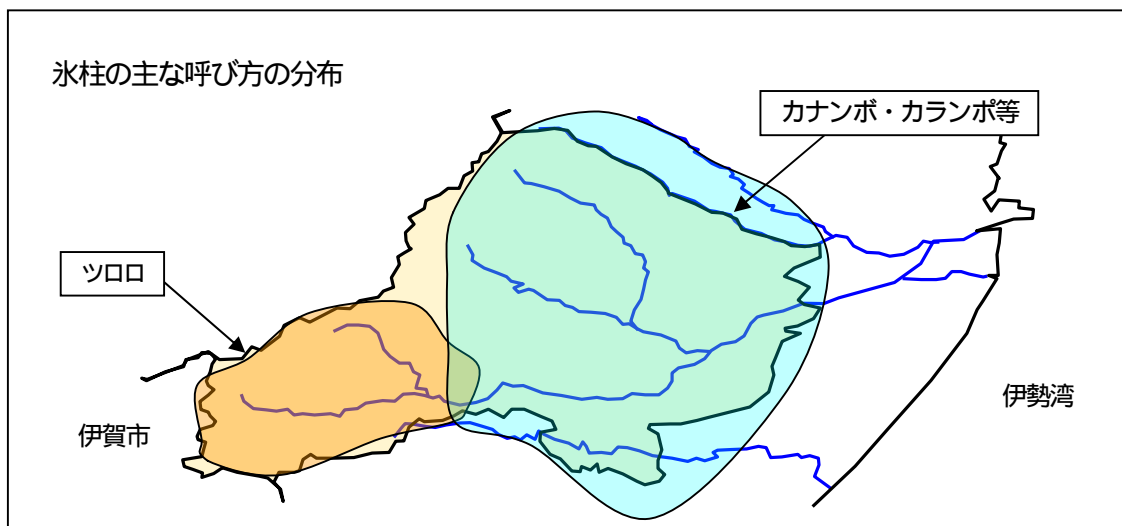 氷柱の主な呼び方の分布
カナンボ・カランポ等
ツロロ
伊賀市
伊勢湾